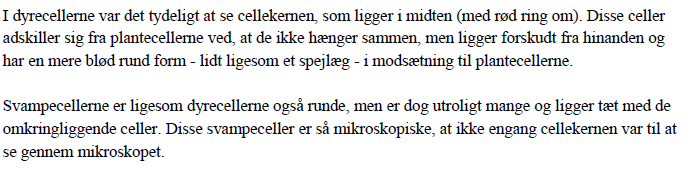 I dyrecellerne var det tydeligt at se cellekernen, som ligger i midten (med rød ring om). Disse celler
adskiller sig fra plantecellerne ved, at de ikke hænger sammen, men ligger forskudt fra hinanden og
har en mere blød rund form - lidt ligesom et spejlæg - i modsætning til plantecellerne.

Svampecellerne er ligesom dyrecellerne også runde, men er dog utroligt mange og ligger tæt med de
omkringliggende celler. Disse svampeceller er så mikroskopiske, at ikke engang cellekernen var til at
se gennem mikroskopet.